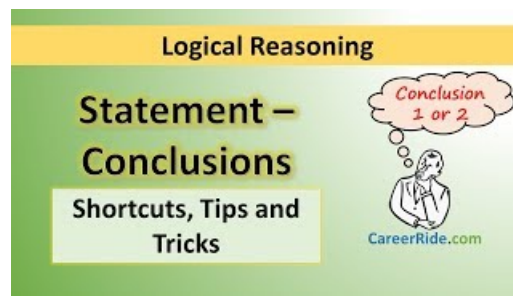 Logical Reasoning
Statement –
Conclusions
Shortcuts, Tips and
Tricks
Conclusion
1 or 2
CareerRide.com